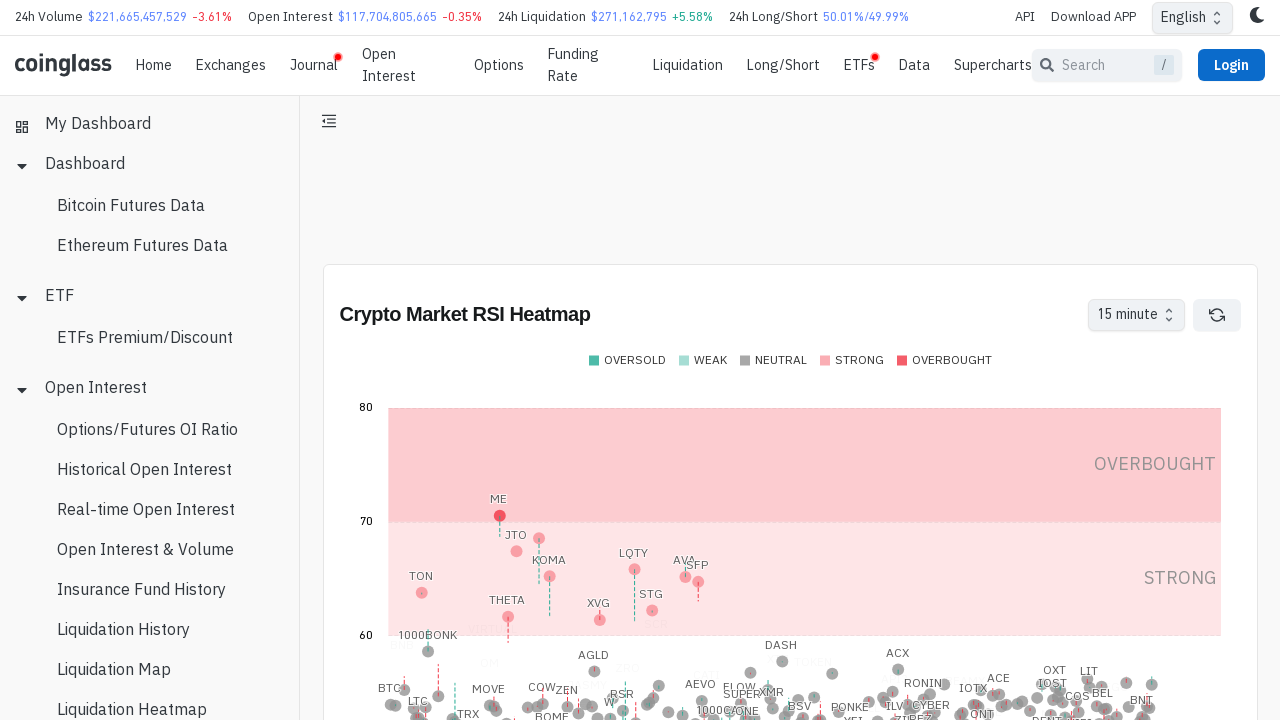 24h Volume $221,665,457,529 -3.61% Open Interest $117,704,805,665 -0.35% 24h Liquidation $271,162,795 +5.58% 24h Long/Short 50.01%/49.99% API Download APP English
coinglass Home Exchanges Journal Open Interest Options Funding Rate Liquidation Long/Short ETFs Data Supercharts Search / Login
My Dashboard
Dashboard
Bitcoin Futures Data
Ethereum Futures Data
ETF
ETFs Premium/Discount
Open Interest
Options/Futures OI Ratio
Historical Open Interest
Real-time Open Interest
Open Interest & Volume
Insurance Fund History
Liquidation History
Liquidation Map
Liquidation Heatmap
Crypto Market RSI Heatmap 15 minute
OVERSOLD WEAK NEUTRAL STRONG OVERBOUGHT
80
OVERBOUGHT
ME
70
JTO
LQTY
KOMA AVA SFP
TON STRONG
STG
THETA XVG
60 1000BONK
DASH
AGLD ACX
OXT LIT
BTC MOVE COW ZEN AEVO FLOW RONIN IOTX ACE IOST
RSR SUPER XMR COS BEL
LTC W BSV PONKE ILV CYBER BNT
TRX BOME QNT